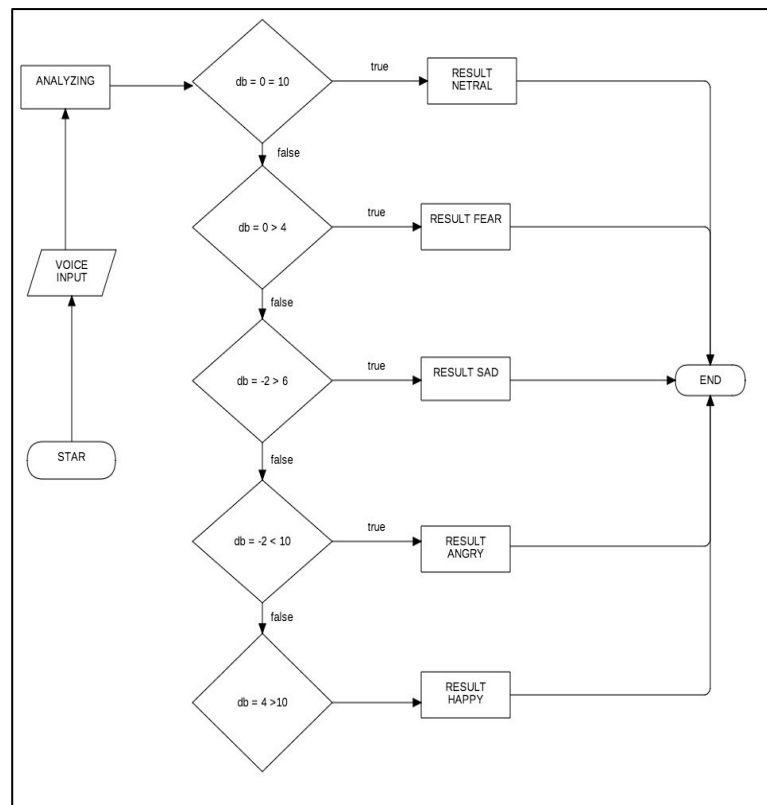 ANALYZING
db = 0 = 10
true
RESULT
NETRAL
false
db = 0 > 4
true
RESULT FEAR
VOICE
INPUT
false
db = -2 > 6
true
RESULT SAD
END
STAR
false
db = -2 < 10
true
RESULT
ANGRY
false
db = 4 >10
RESULT
HAPPY